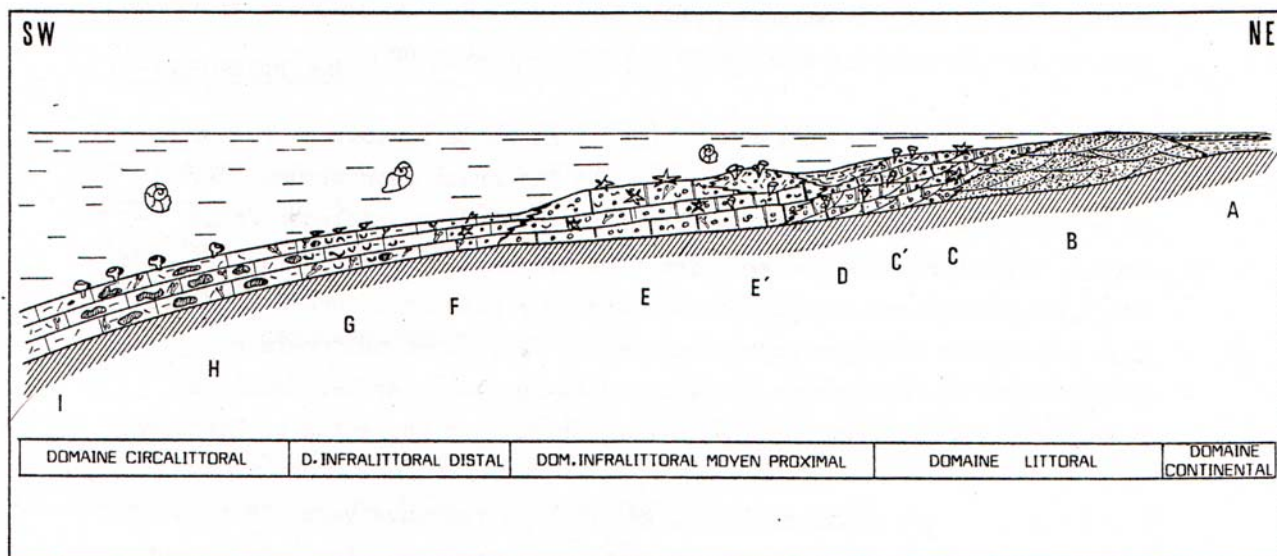 SW
NE
A
B
C
C'
D
E'
E
F
G
H
I
DOMAINE CIRCALITTORAL
D.INFRALITTORAL DISTAL
DOM.INFRALITTORAL MOYEN PROXIMAL
DOMAINE LITTORAL
DOMAINE
CONTINENTAL